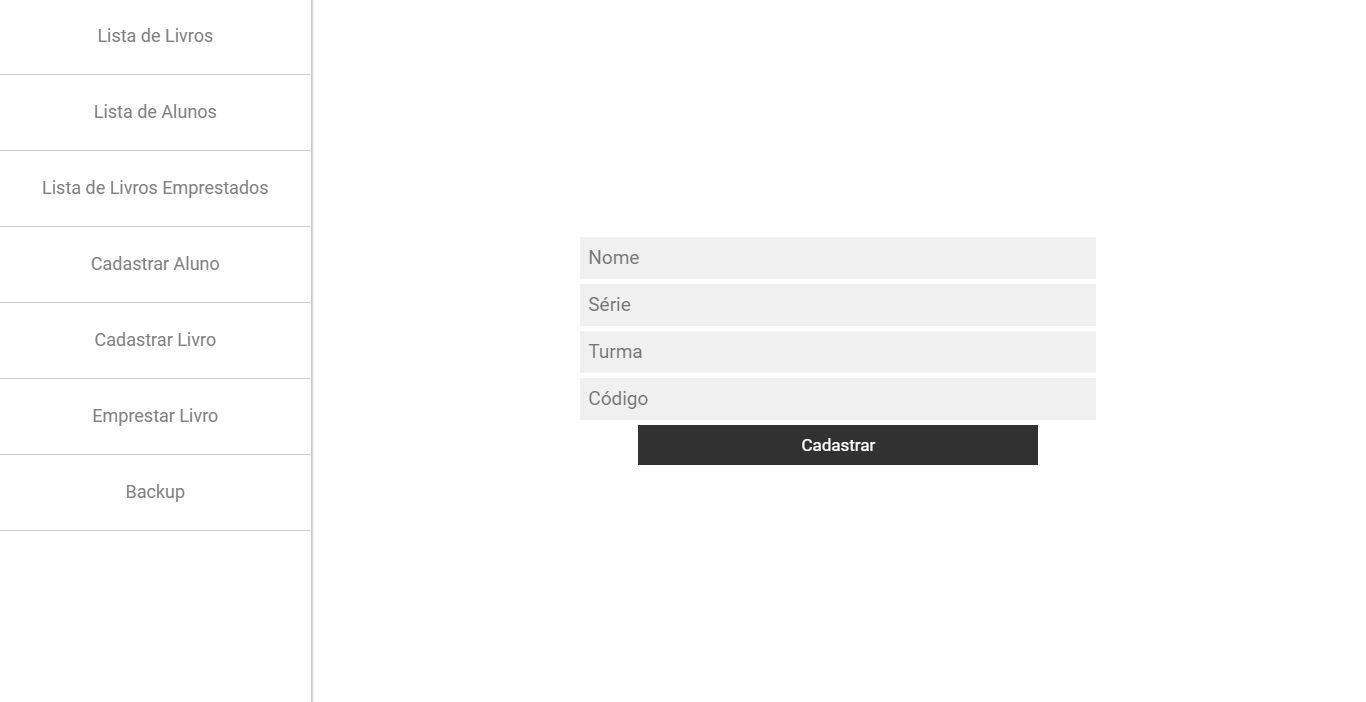 Lista de Livros
Lista de Alunos
Lista de Livros Emprestados
Cadastrar Aluno
Cadastrar Livro
Emprestar Livro
Backup
Nome
Série
Turma
Código
Cadastrar